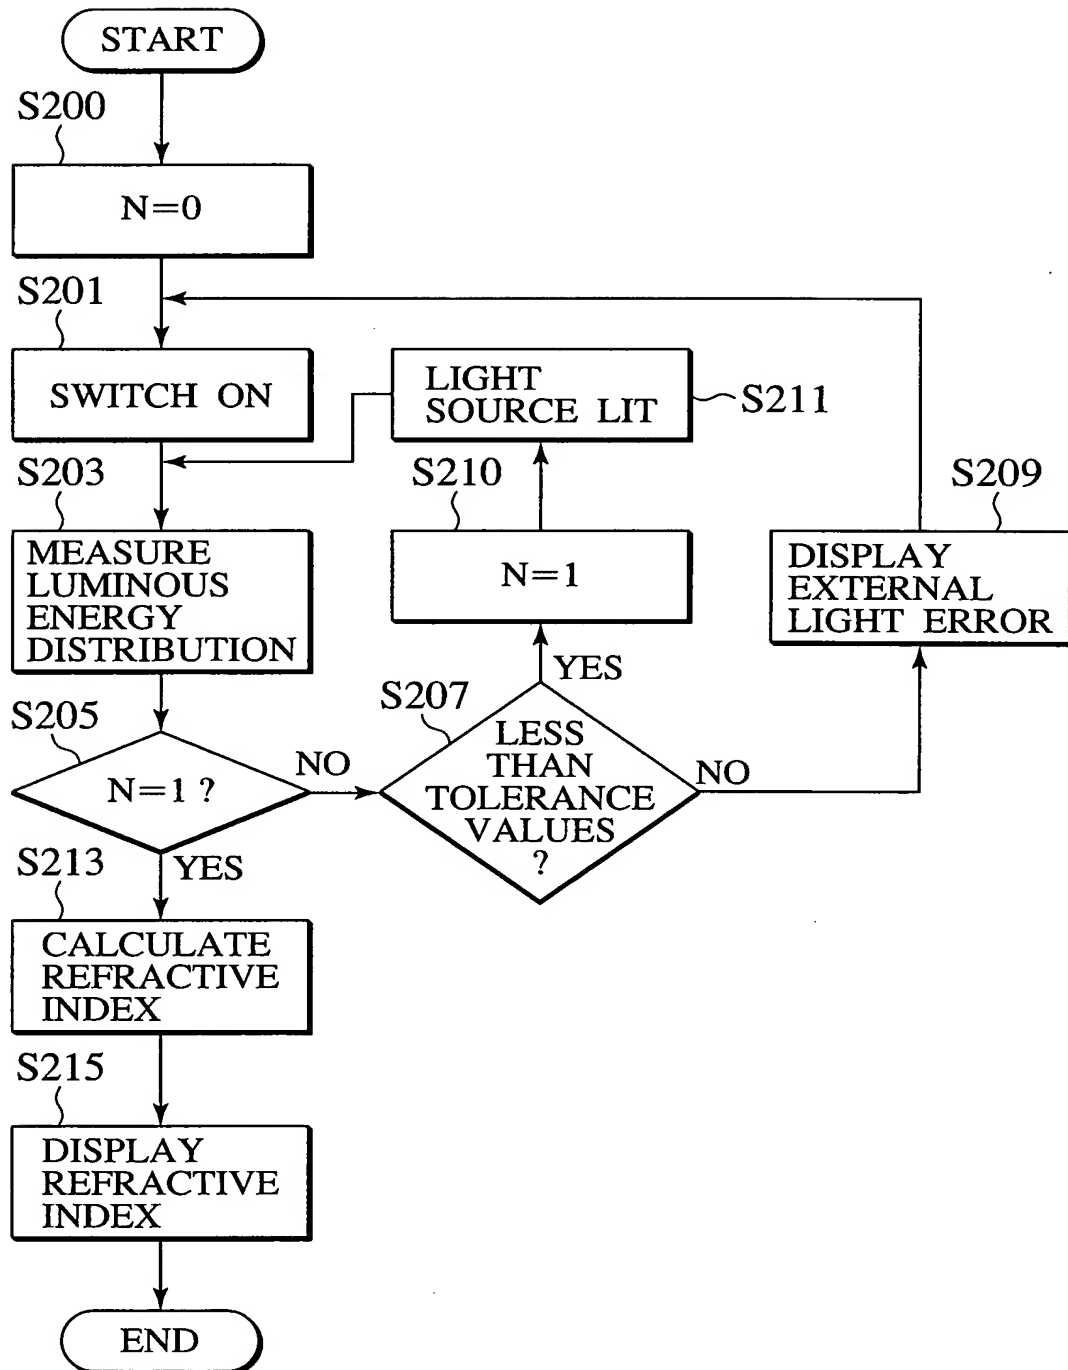 START
S200
N=0
S201
SWITCH ON
LIGHT
SOURCE LIT
S211
S203
MEASURE
LUMINOUS
ENERGY
DISTRIBUTION
S210
N=1
S209
DISPLAY
EXTERNAL
LIGHT ERROR
S205
N=1 ?
NO
YES
S207
LESS
THAN
TOLERANCE
VALUES
?
YES
NO
S213
CALCULATE
REFRACTIVE
INDEX
S215
DISPLAY
REFRACTIVE
INDEX
END